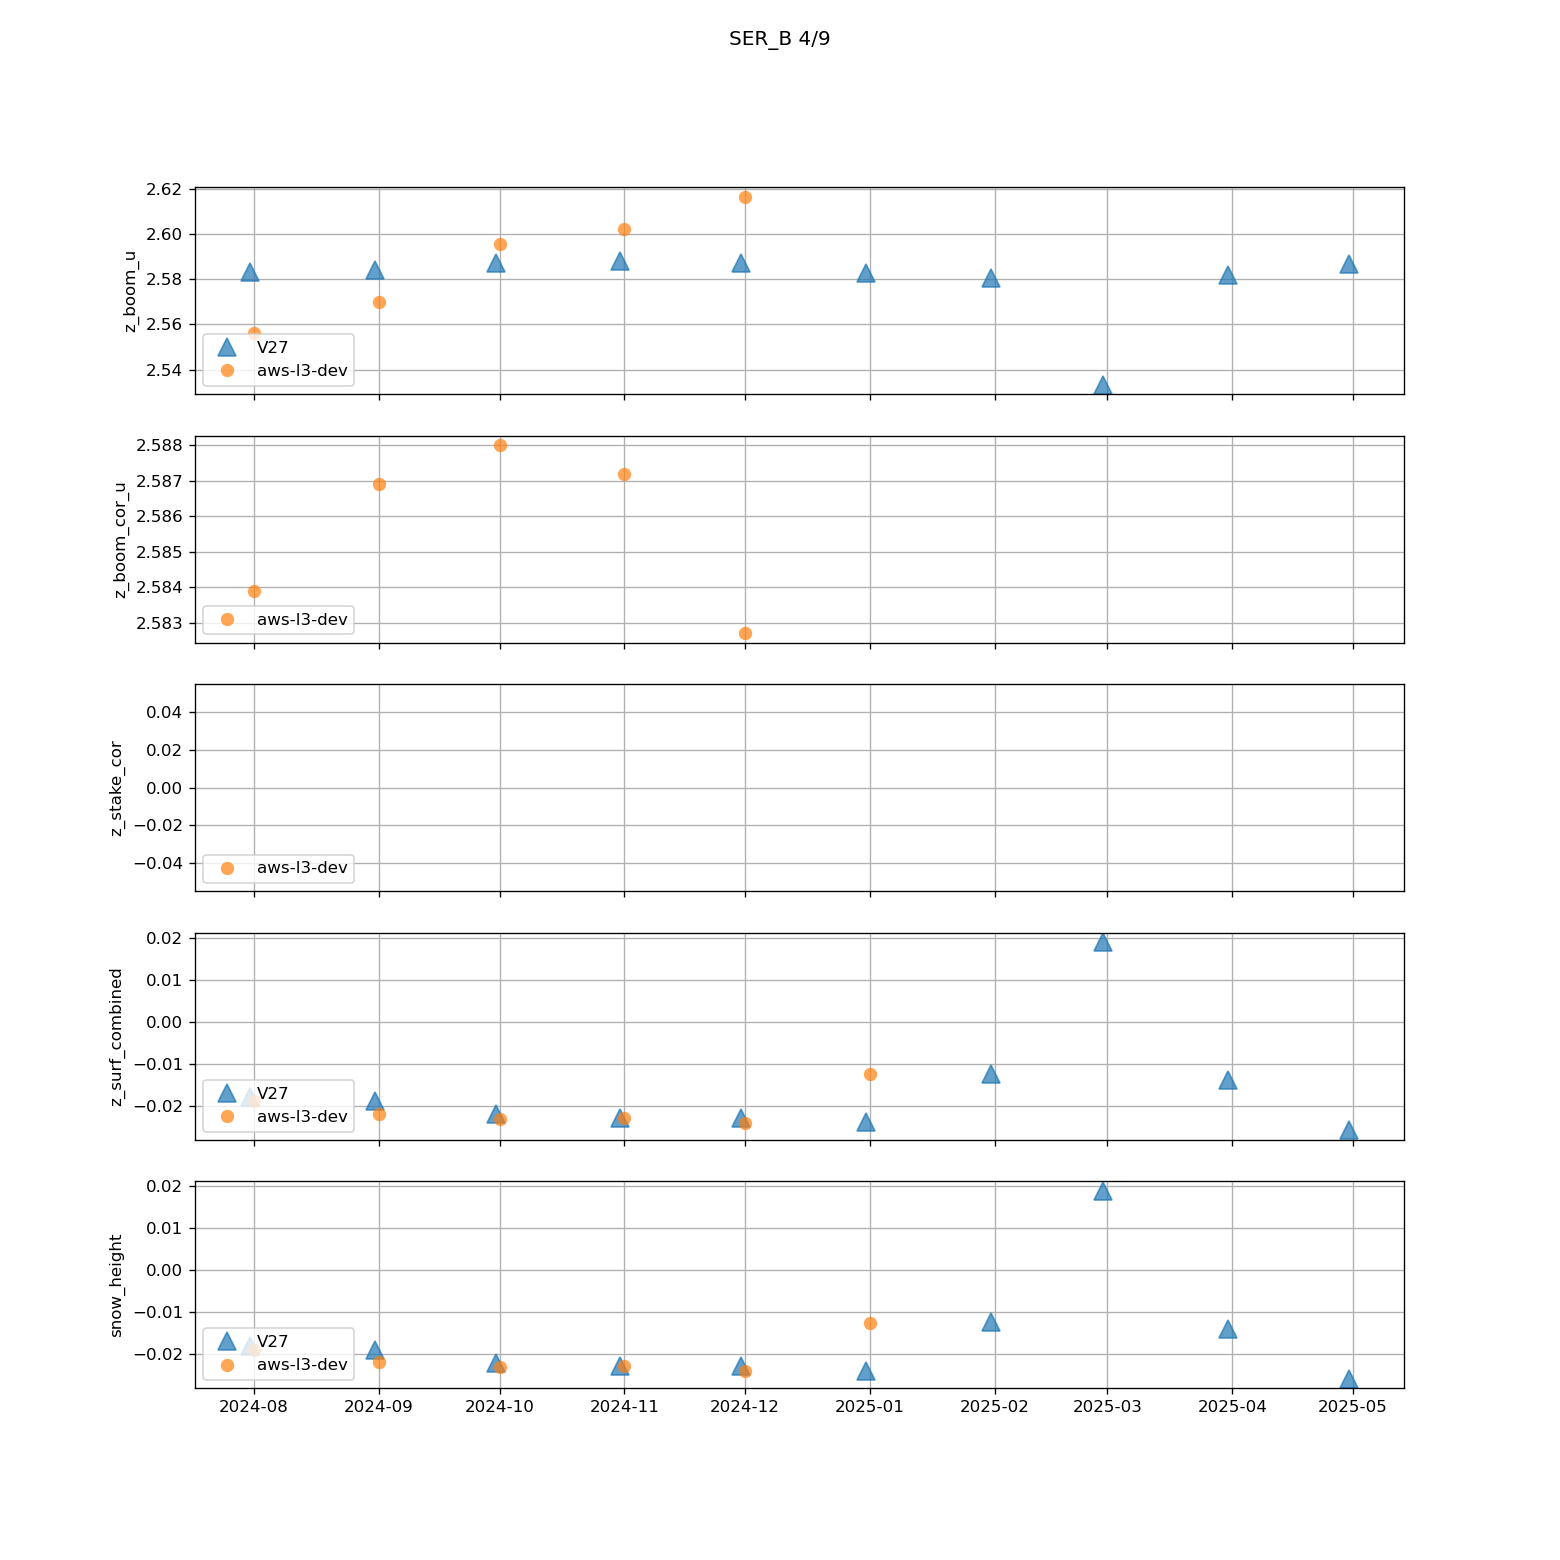 SER_B 4/9
2.62
2.60
2.58
2.56
2.54
z_boom_u
V27
aws-l3-dev
2.588
2.587
2.586
2.585
2.584
2.583
z_boom_cor_u
aws-l3-dev
0.04
0.02
0.00
−0.02
−0.04
z_stake_cor
aws-l3-dev
0.02
0.01
0.00
−0.01
−0.02
z_surf_combined
V27
aws-l3-dev
0.02
0.01
0.00
−0.01
−0.02
snow_height
V27
aws-l3-dev
2024-08 2024-09 2024-10 2024-11 2024-12 2025-01 2025-02 2025-03 2025-04 2025-05